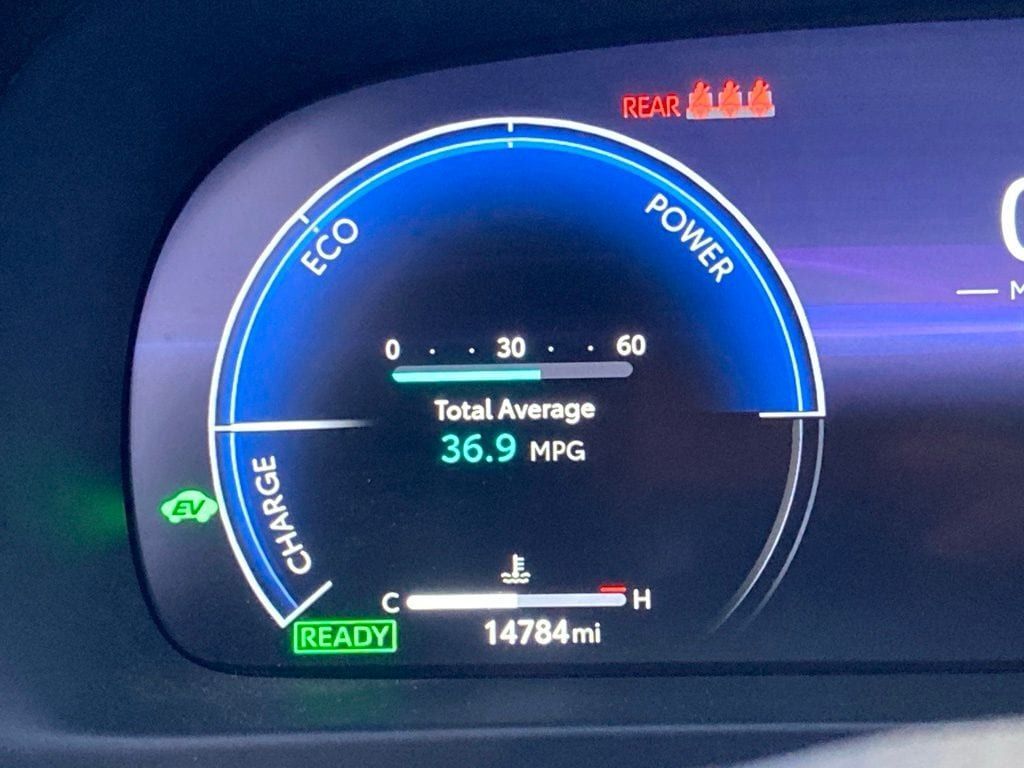 REAR
POWER
ECO
0 30 60
Total Average
36.9 MPG
CHARGE
EV
C H
READY
14784mi